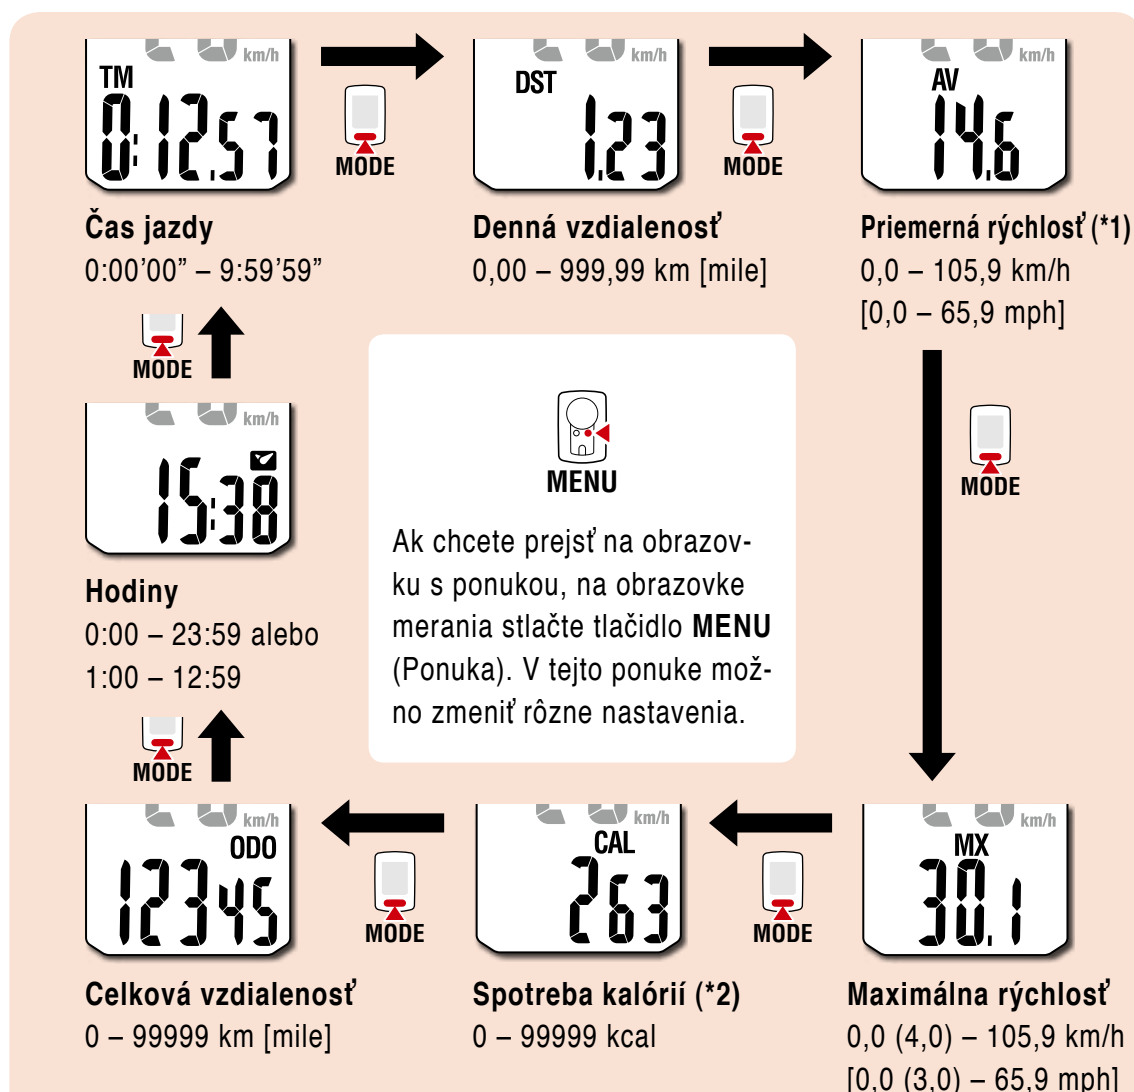 km/h
TM
0:12.57
MODE
km/h
DST
1.23
MODE
km/h
AV
14.6
Čas jazdy
0:00’00” – 9:59’59”
Denná vzdialenosť
0,00 – 999,99 km [mile]
Priemerná rýchlosť (*1)
0,0 – 105,9 km/h
[0,0 – 65,9 mph]
MODE
MODE
km/h
15:38
Hodiny
0:00 – 23:59 alebo
1:00 – 12:59
MODE
MENU
Ak chcete prejsť na obrazov-
ku s ponukou, na obrazovke
merania stlačte tlačidlo MENU
(Ponuka). V tejto ponuke mož-
no zmeniť rôzne nastavenia.
km/h
ODO
12345
MODE
km/h
CAL
263
MODE
km/h
MX
30.1
Celková vzdialenosť
0 – 99999 km [mile]
Spotreba kalórií (*2)
0 – 99999 kcal
Maximálna rýchlosť
0,0 (4,0) – 105,9 km/h
[0,0 (3,0) – 65,9 mph]